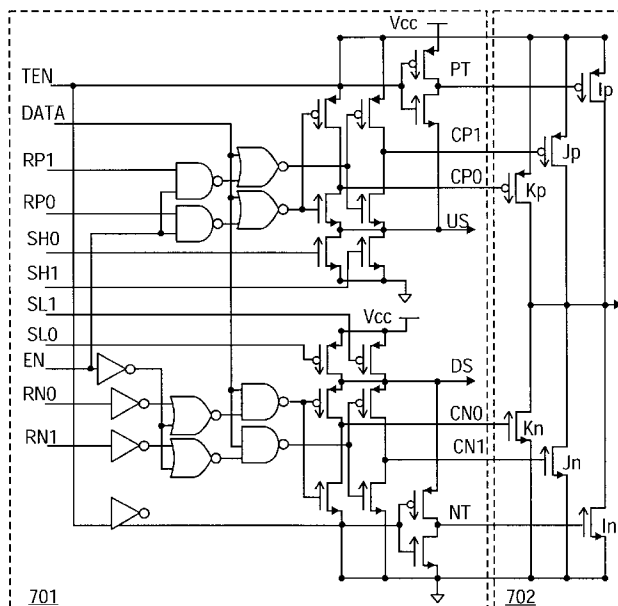 Vcc
TEN
PT
Ip
DATA
CP1
Jp
RP1
CP0
Kp
RP0
US
SH0
SH1
SL1
Vcc
SL0
EN
DS
RN0
CN0
Kn
RN1
CN1
Jn
NT
In
701
702